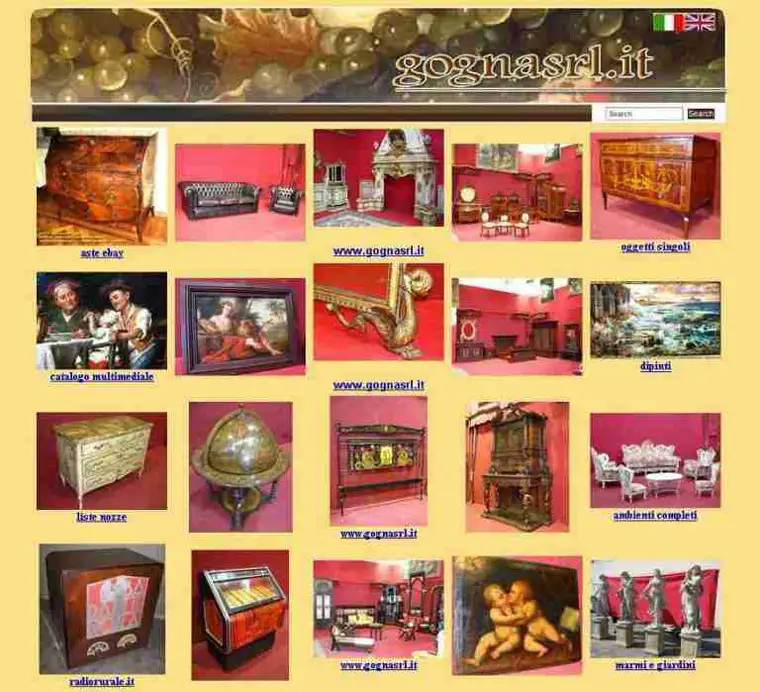 gognasrl.it
Search
Search
aste ebay
www.gognasrl.it
oggetti singoli
catalogo multimediale
www.gognasrl.it
dipinti
liste nozze
www.gognasrl.it
ambienti completi
radiorurale.it
www.gognasrl.it
marmi e giardini